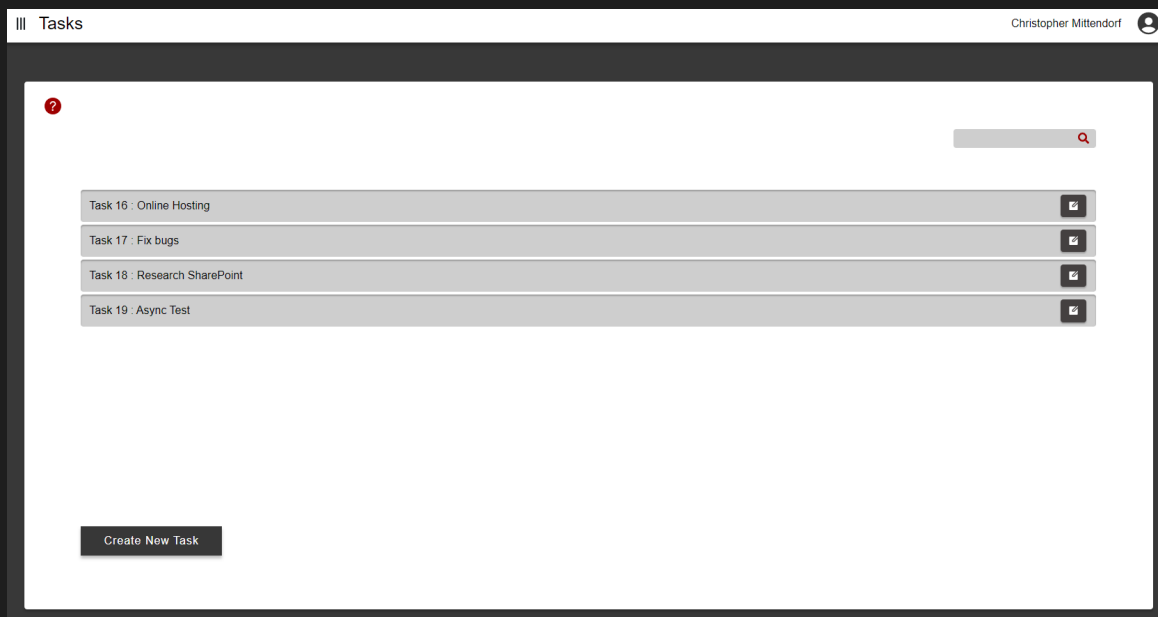 Tasks
Christopher Mittendorf
?
Task 16 : Online Hosting
Task 17 : Fix bugs
Task 18 : Research SharePoint
Task 19 : Async Test
Create New Task